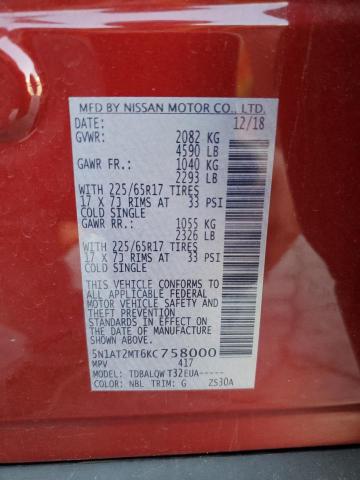 MFD BY NISSAN MOTOR CO., LTD.
DATE: 12/18
GVWR: 2082 KG
4590 LB
GAWR FR.: 1040 KG
2293 LB
WITH 225/65R17 TIRES
17 X 7J RIMS AT 33 PSI
COLD SINGLE
GAWR RR.: 1055 KG
2326 LB
WITH 225/65R17 TIRES
17 X 7J RIMS AT 33 PSI
COLD SINGLE
THIS VEHICLE CONFORMS TO ALL
APPLICABLE FEDERAL MOTOR
VEHICLE SAFETY AND THEFT
PREVENTION STANDARDS IN
EFFECT ON THE DATE OF
MANUFACTURE SHOWN ABOVE.
5N1AT2MT6KC758000
MPV 417
MODEL: TDBALQWT32EUA-----
COLOR: NBL TRIM: G ZS30A